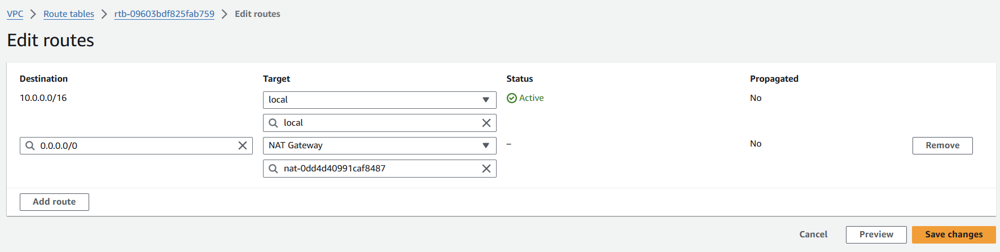 VPC > Route tables > rtb-09603bdf825fab759 > Edit routes
Edit routes
Destination Target Status Propagated
10.0.0.0/16 local Active No
local
0.0.0.0/0 NAT Gateway – No Remove
nat-0dd4d40991caf8487
Add route
Cancel Preview Save changes